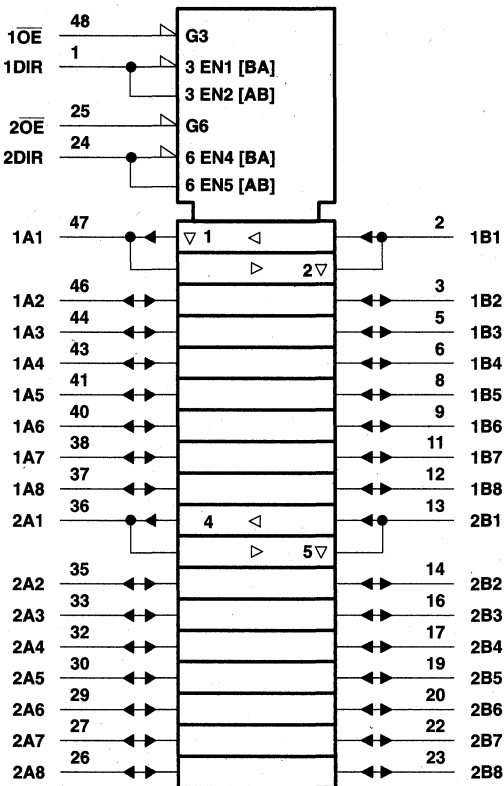 48
1O̅E̅ G3
1
1DIR 3 EN1 [BA]
3 EN2 [AB]
25
2O̅E̅ G6
24
2DIR 6 EN4 [BA]
6 EN5 [AB]
47 2
1A1 ▽ 1 ◁ 1B1
▷ 2▽
46 3
1A2 1B2
44 5
1A3 1B3
43 6
1A4 1B4
41 8
1A5 1B5
40 9
1A6 1B6
38 11
1A7 1B7
37 12
1A8 1B8
36 13
2A1 4 ◁ 2B1
▷ 5▽
35 14
2A2 2B2
33 16
2A3 2B3
32 17
2A4 2B4
30 19
2A5 2B5
29 20
2A6 2B6
27 22
2A7 2B7
26 23
2A8 2B8